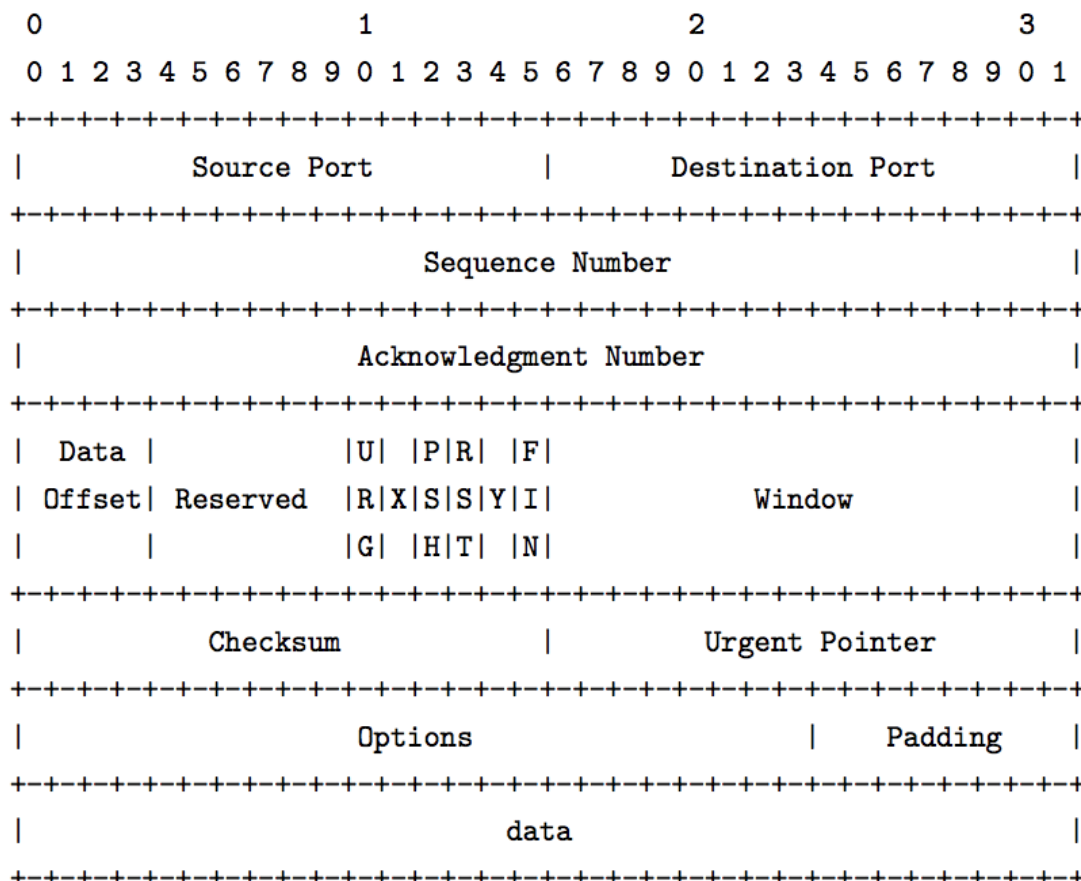 0                   1                   2                   3
0 1 2 3 4 5 6 7 8 9 0 1 2 3 4 5 6 7 8 9 0 1 2 3 4 5 6 7 8 9 0 1
+-+-+-+-+-+-+-+-+-+-+-+-+-+-+-+-+-+-+-+-+-+-+-+-+-+-+-+-+-+-+-+-+
|          Source Port          |       Destination Port        |
+-+-+-+-+-+-+-+-+-+-+-+-+-+-+-+-+-+-+-+-+-+-+-+-+-+-+-+-+-+-+-+-+
|                        Sequence Number                        |
+-+-+-+-+-+-+-+-+-+-+-+-+-+-+-+-+-+-+-+-+-+-+-+-+-+-+-+-+-+-+-+-+
|                    Acknowledgment Number                      |
+-+-+-+-+-+-+-+-+-+-+-+-+-+-+-+-+-+-+-+-+-+-+-+-+-+-+-+-+-+-+-+-+
|  Data |           |U| |P|R| |F|                               |
| Offset| Reserved  |R|X|S|S|Y|I|            Window             |
|       |           |G| |H|T| |N|                               |
+-+-+-+-+-+-+-+-+-+-+-+-+-+-+-+-+-+-+-+-+-+-+-+-+-+-+-+-+-+-+-+-+
|           Checksum            |         Urgent Pointer        |
+-+-+-+-+-+-+-+-+-+-+-+-+-+-+-+-+-+-+-+-+-+-+-+-+-+-+-+-+-+-+-+-+
|                    Options                    |    Padding    |
+-+-+-+-+-+-+-+-+-+-+-+-+-+-+-+-+-+-+-+-+-+-+-+-+-+-+-+-+-+-+-+-+
|                             data                              |
+-+-+-+-+-+-+-+-+-+-+-+-+-+-+-+-+-+-+-+-+-+-+-+-+-+-+-+-+-+-+-+-+